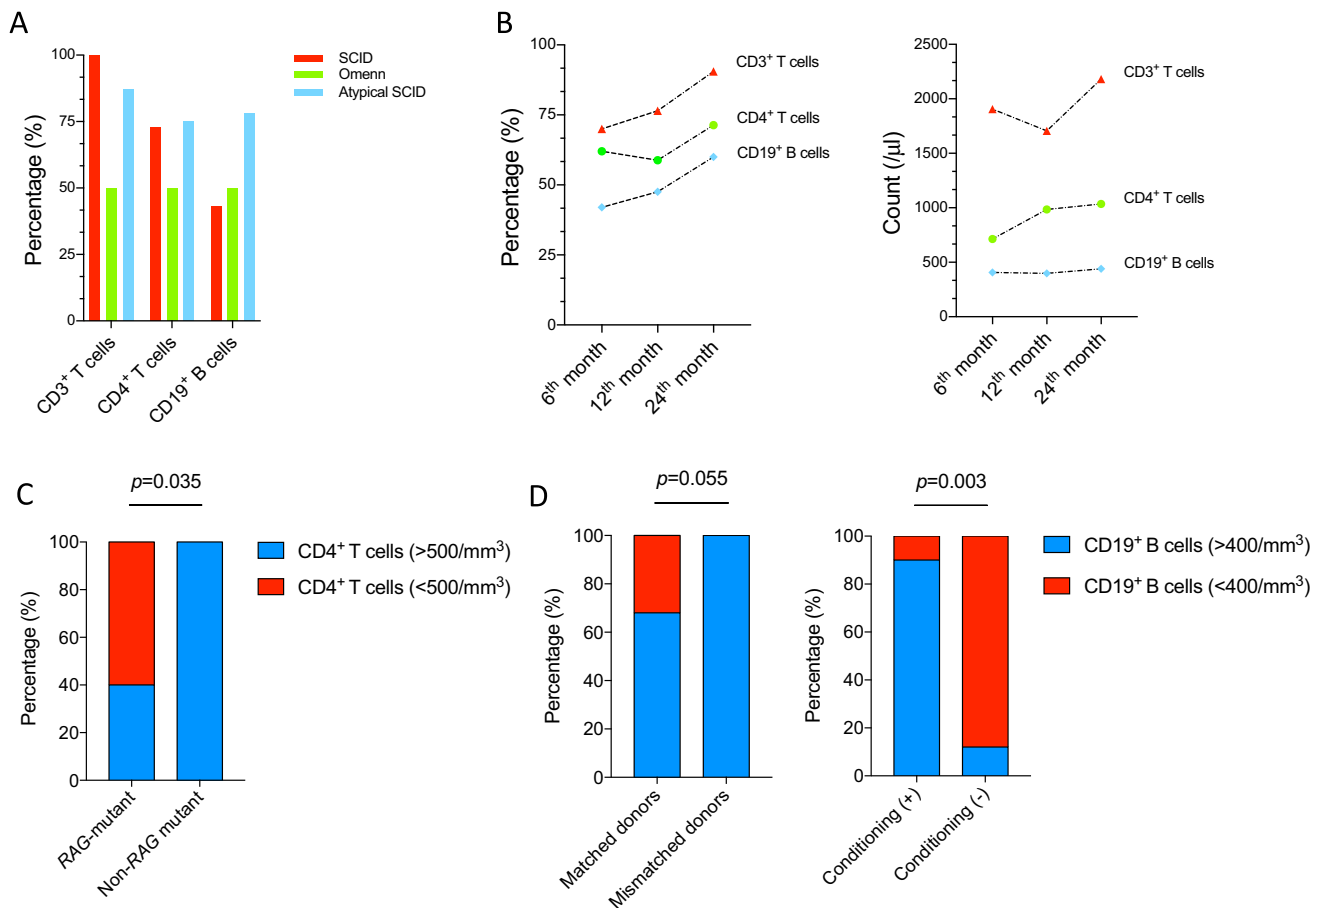 A
Percentage (%)
100
75
50
25
0
CD3+ T cells
CD4+ T cells
CD19+ B cells
SCID
Omenn
Atypical SCID
B
Percentage (%)
100
75
50
25
0
6th month
12th month
24th month
CD3+ T cells
CD4+ T cells
CD19+ B cells
Count (/µl)
2500
2000
1500
1000
500
0
6th month
12th month
24th month
CD3+ T cells
CD4+ T cells
CD19+ B cells
C
p=0.035
Percentage (%)
100
80
60
40
20
0
RAG-mutant
Non-RAG mutant
CD4+ T cells (>500/mm3)
CD4+ T cells (<500/mm3)
D
p=0.055
Percentage (%)
100
80
60
40
20
0
Matched donors
Mismatched donors
p=0.003
Percentage (%)
100
80
60
40
20
0
Conditioning (+)
Conditioning (-)
CD19+ B cells (>400/mm3)
CD19+ B cells (<400/mm3)